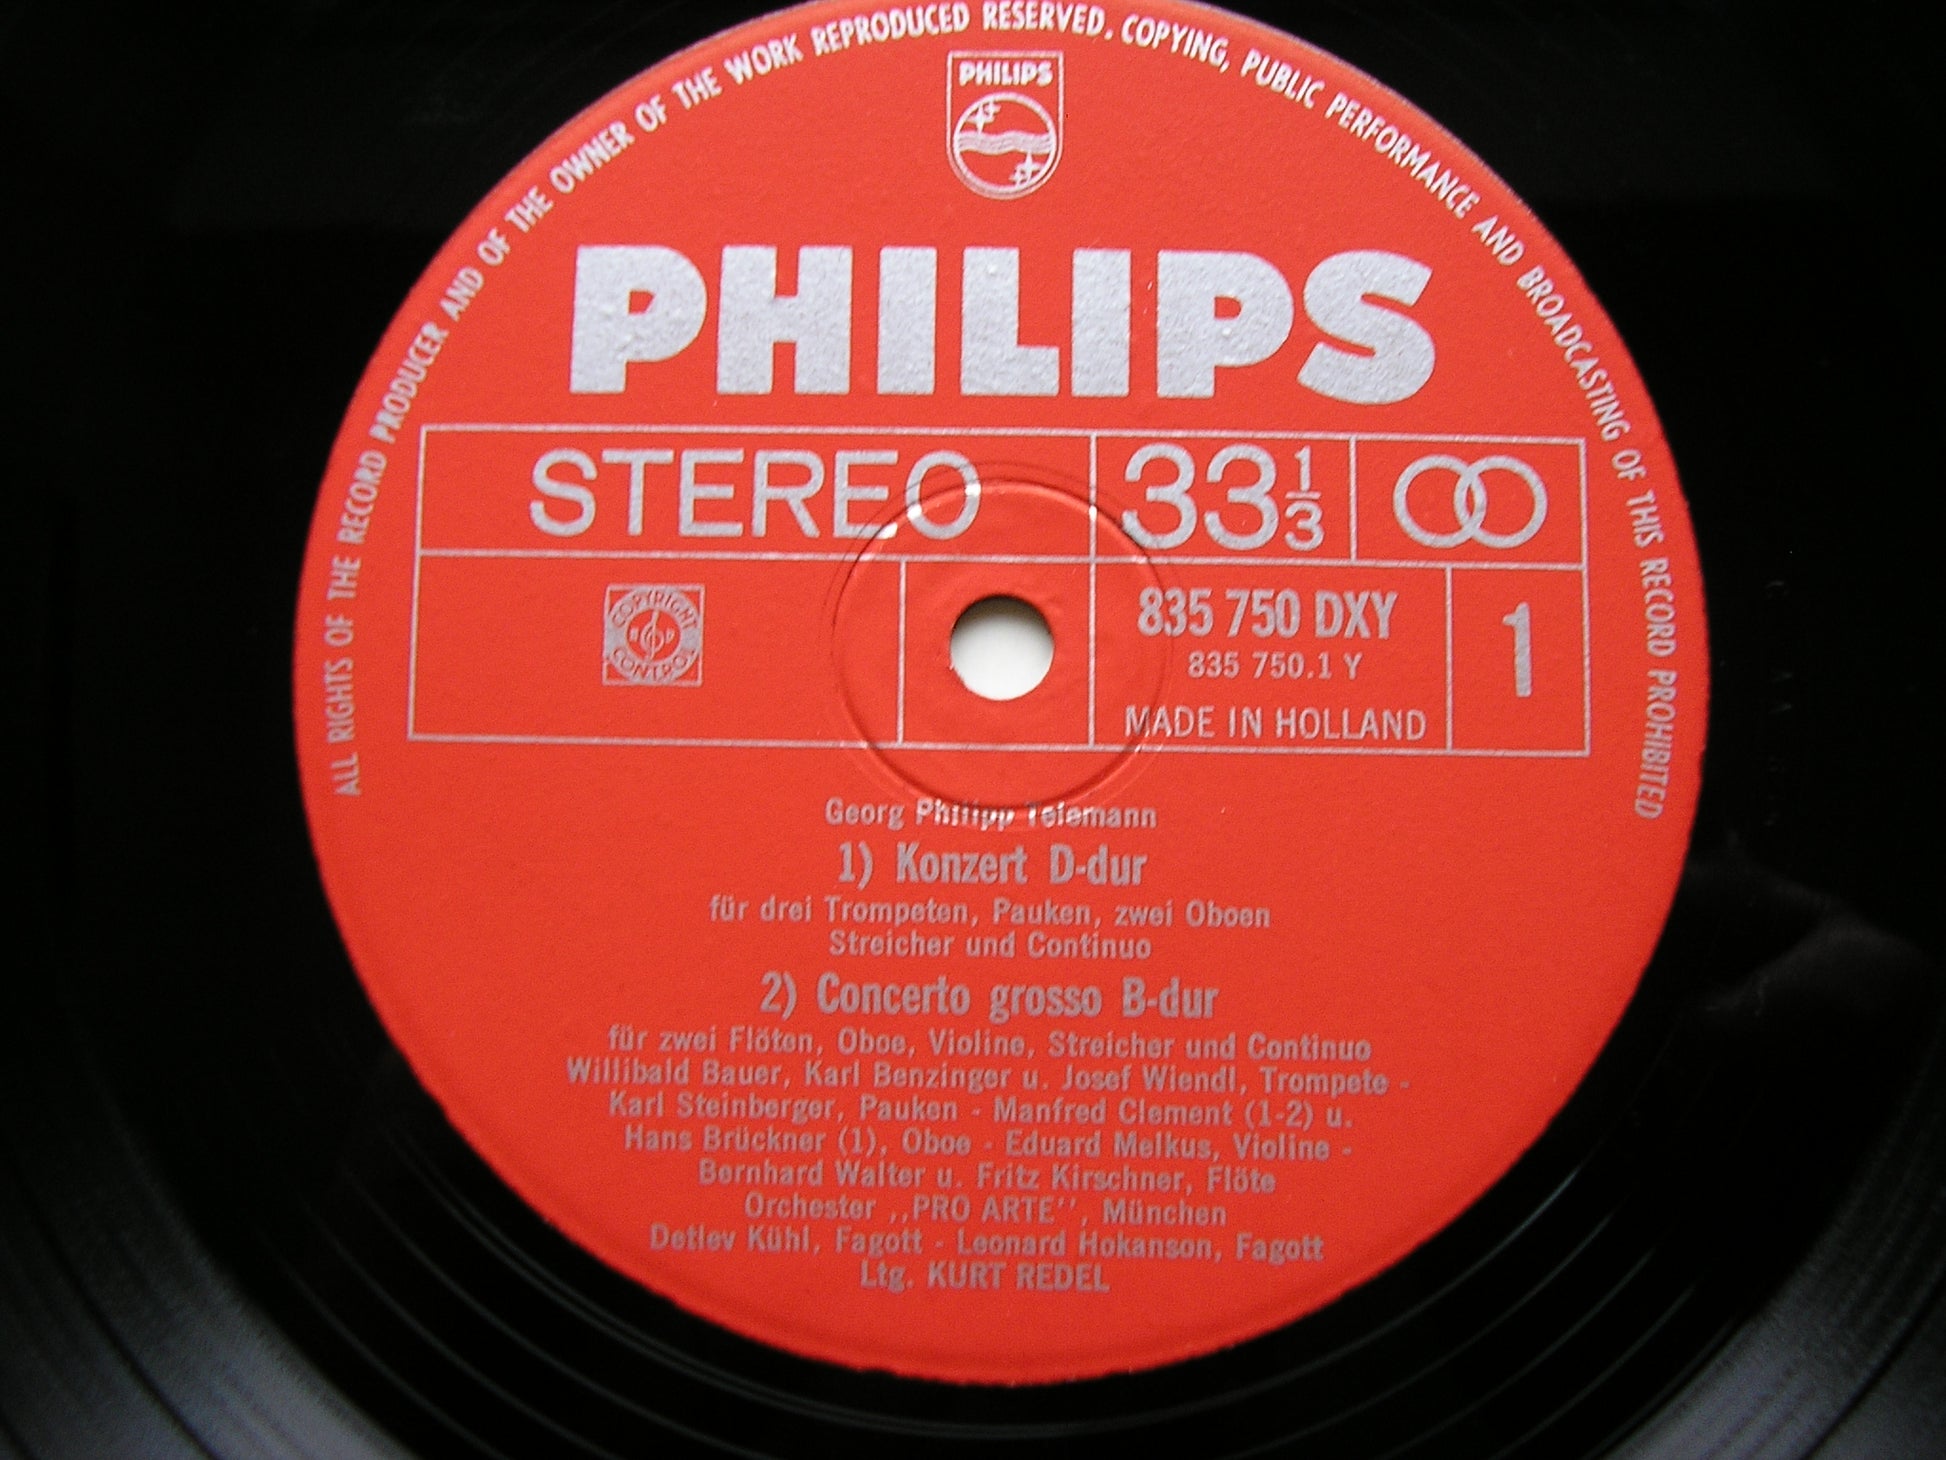 ALL RIGHTS OF THE RECORD PRODUCER AND OF THE OWNER OF THE WORK REPRODUCED RESERVED. COPYING, PUBLIC PERFORMANCE AND BROADCASTING OF THIS RECORD PROHIBITED
PHILIPS
PHILIPS
STEREO 33 1/3
COPYRIGHT
CONTROL
835 750 DXY
835 750.1 Y
MADE IN HOLLAND
1
Georg Philipp Telemann
1) Konzert D-dur
für drei Trompeten, Pauken, zwei Oboen
Streicher und Continuo
2) Concerto grosso B-dur
für zwei Flöten, Oboe, Violine, Streicher und Continuo
Willibald Bauer, Karl Benzinger u. Josef Wiendl, Trompete -
Karl Steinberger, Pauken - Manfred Clement (1-2) u.
Hans Brückner (1), Oboe - Eduard Melkus, Violine -
Bernhard Walter u. Fritz Kirschner, Flöte
Orchester ,,PRO ARTE'', München
Detlev Kühl, Fagott - Leonard Hokanson, Fagott
Ltg. KURT REDEL